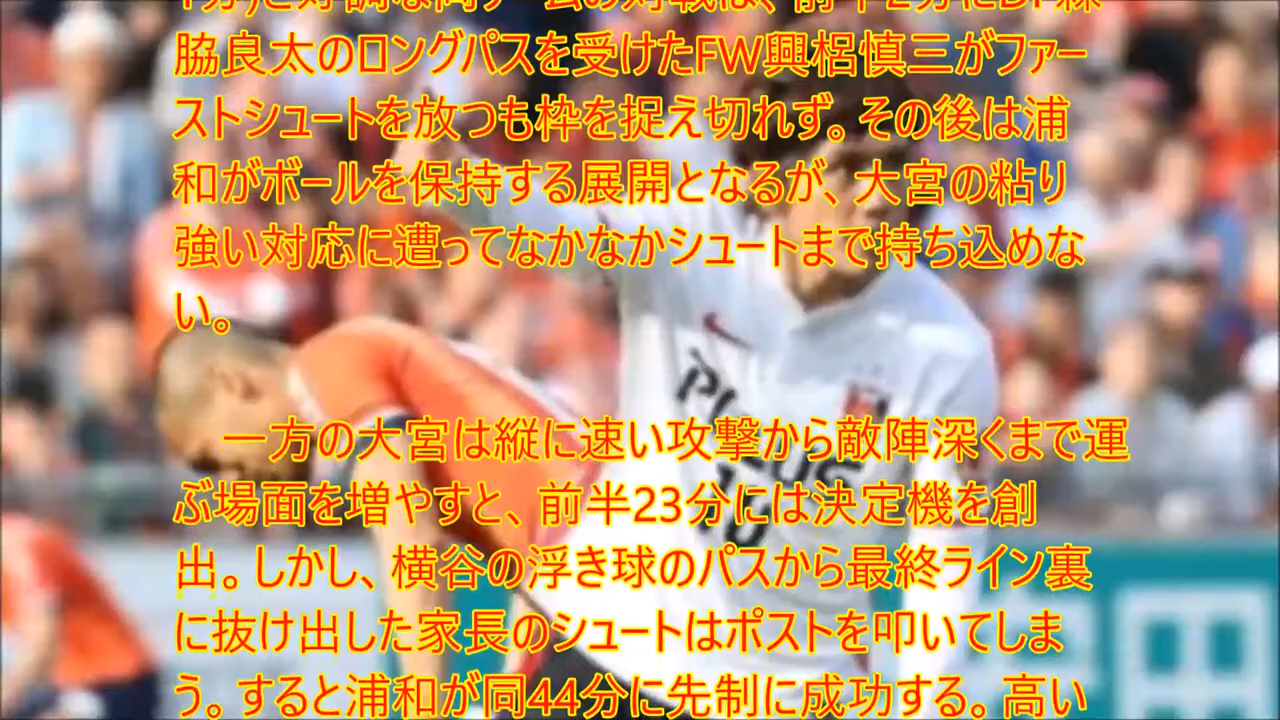 脇良太のロングパスを受けたFW興梠慎三がファー
ストシュートを放つも枠を捉え切れず。その後は浦
和がボールを保持する展開となるが、大宮の粘り
強い対応に遭ってなかなかシュートまで持ち込めな
い。
一方の大宮は縦に速い攻撃から敵陣深くまで運
ぶ場面を増やすと、前半23分には決定機を創
出。しかし、横谷の浮き球のパスから最終ライン裏
に抜け出した家長のシュートはポストを叩いてしま
う。すると浦和が同44分に先制に成功する。高い